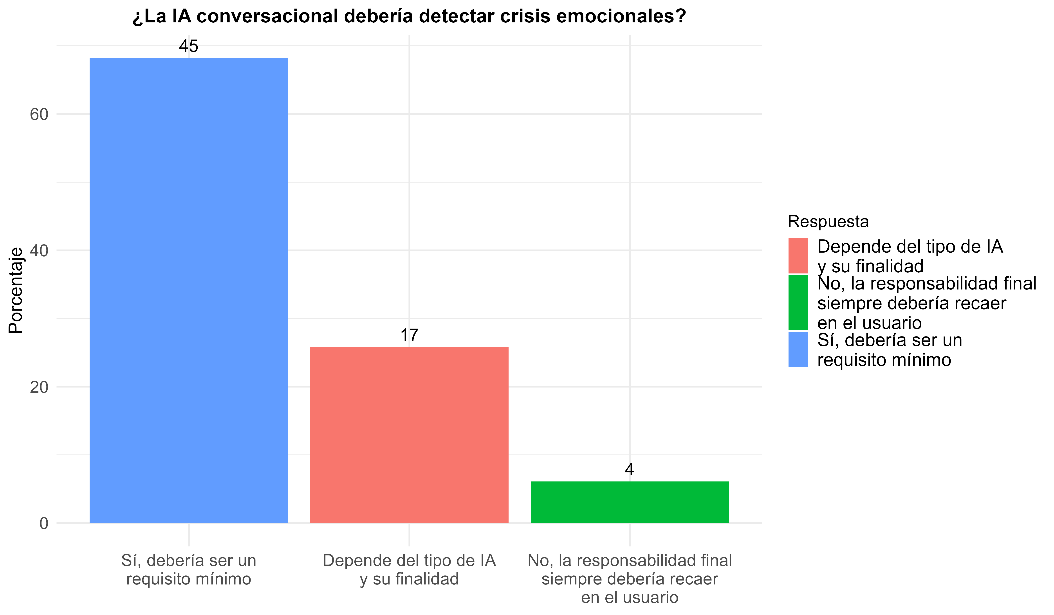 ¿La IA conversacional debería detectar crisis emocionales?
45
17
4
60
40
20
0
Porcentaje
Sí, debería ser un
requisito mínimo
Depende del tipo de IA
y su finalidad
No, la responsabilidad final
siempre debería recaer
en el usuario
Respuesta
Depende del tipo de IA
y su finalidad
No, la responsabilidad final
siempre debería recaer
en el usuario
Sí, debería ser un
requisito mínimo